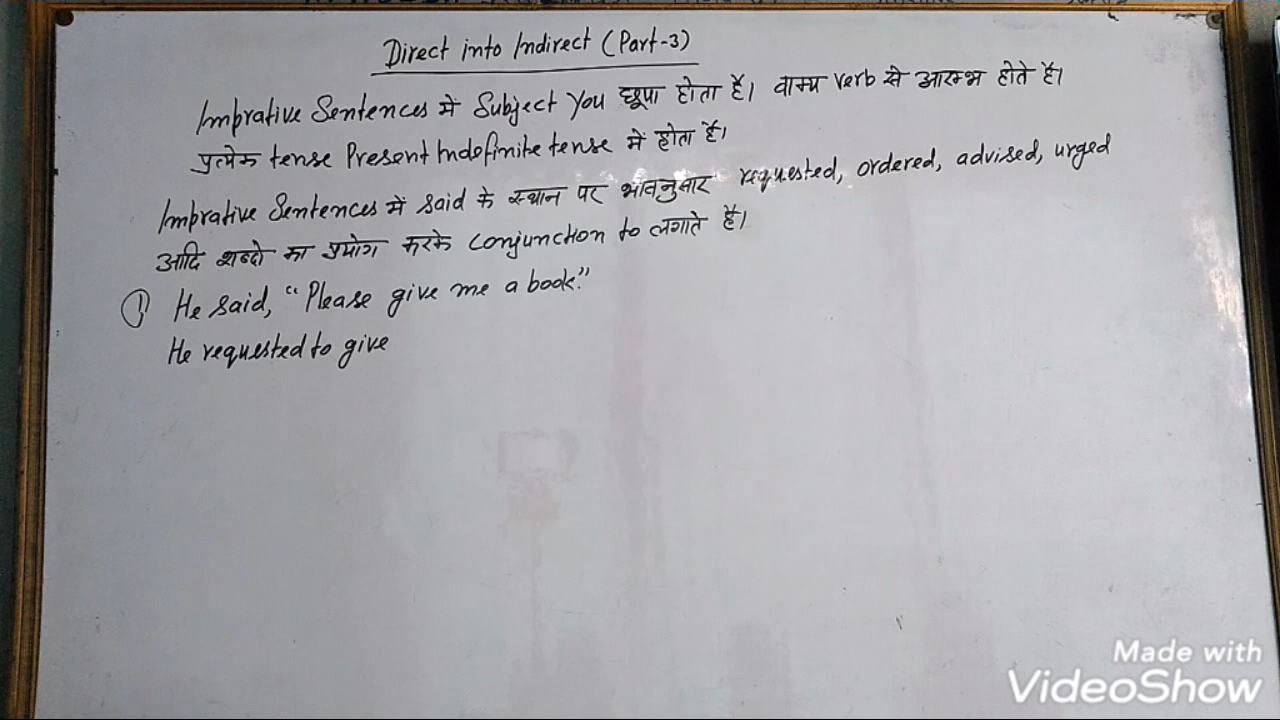 Direct into Indirect (Part-3)
Imprative Sentences में Subject You छूपा होता है। वाक्य verb से आरम्भ होते है।
प्रत्येक tense Present Indefinite tense में होता है।
Imprative Sentences में said के स्थान पर भावनुसार requested, ordered, advised, urged
आदि शब्दो का प्रयोग करके conjunction to लगाते है।
① He said, “Please give me a book.”
He requested to give
Made with
VideoShow